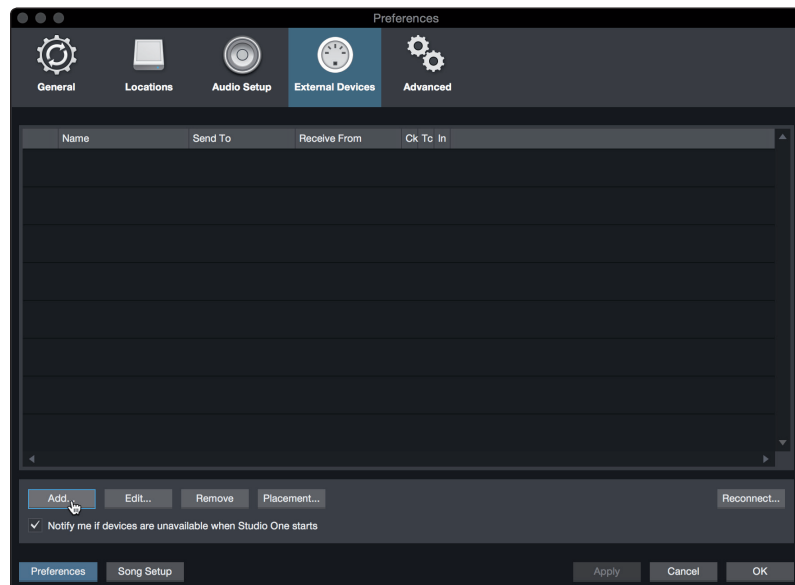 Preferences
General Locations Audio Setup External Devices Advanced
Name Send To Receive From Ck Tc In
Add... Edit... Remove Placement... Reconnect...
Notify me if devices are unavailable when Studio One starts
Preferences Song Setup Apply Cancel OK